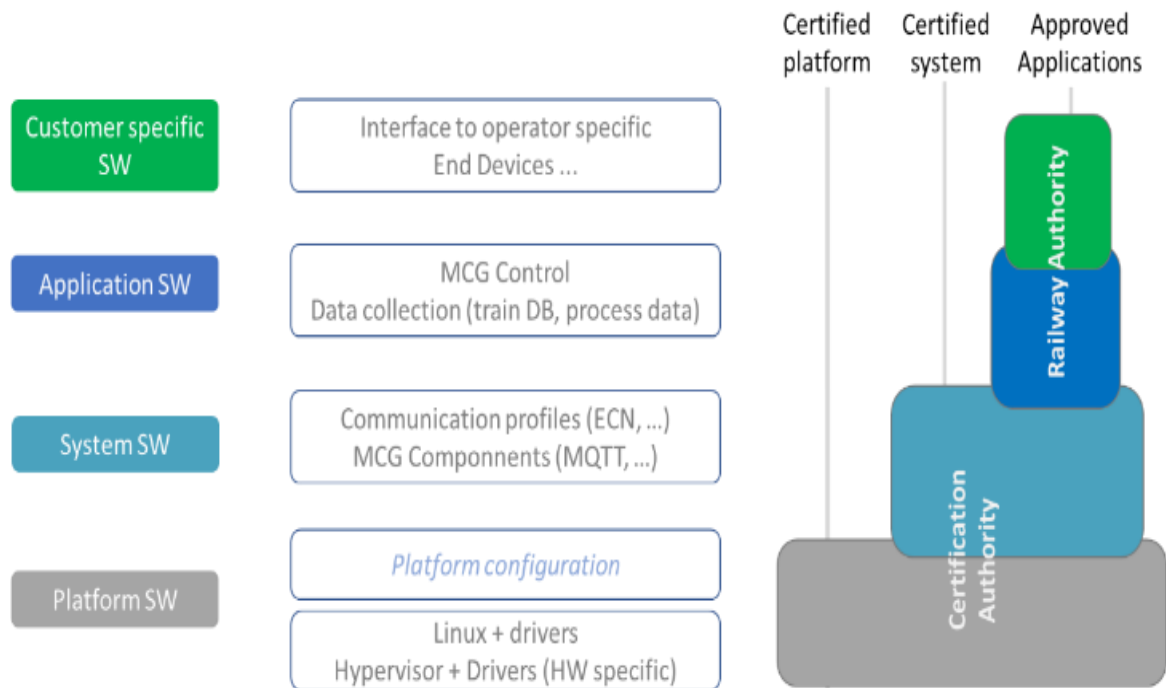 Certified platform
Certified system
Approved Applications
Customer specific
SW
Interface to operator specific
End Devices ...
Application SW
MCG Control
Data collection (train DB, process data)
System SW
Communication profiles (ECN, ...)
MCG Componnents (MQTT, ...)
Platform SW
Platform configuration
Linux + drivers
Hypervisor + Drivers (HW specific)
Railway Authority
Certification
Authority